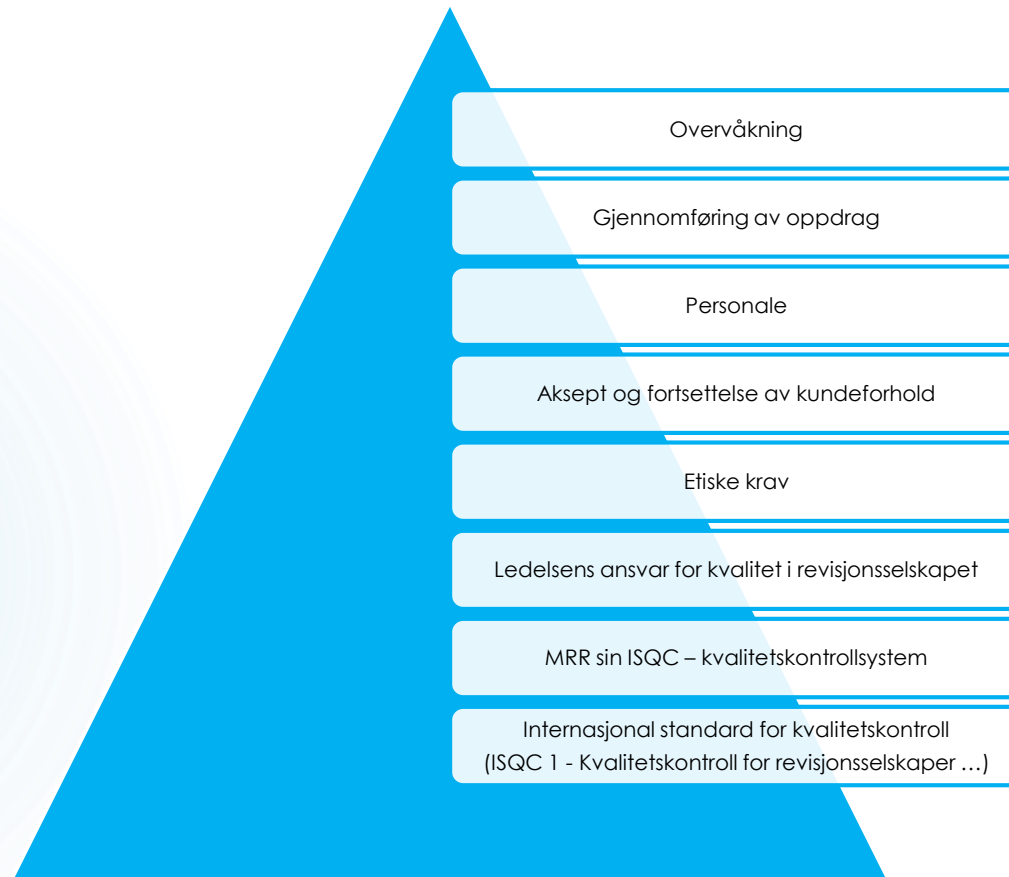 Overvåkning
Gjennomføring av oppdrag
Personale
Aksept og fortsettelse av kundeforhold
Etiske krav
Ledelsens ansvar for kvalitet i revisjonsselskapet
MRR sin ISQC – kvalitetskontrollsystem
Internasjonal standard for kvalitetskontroll
(ISQC 1 - Kvalitetskontroll for revisjonsselskaper …)